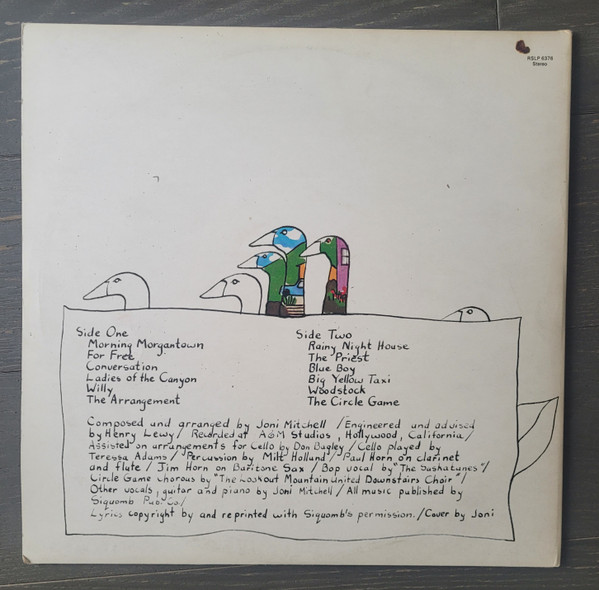 RSLP 6376
Stereo
Side One
Morning Morgantown
For Free
Conversation
Ladies of the Canyon
Willy
The Arrangement
Side Two
Rainy Night House
The Priest
Blue Boy
Big Yellow Taxi
Woodstock
The Circle Game
Composed and arranged by Joni Mitchell / Engineered and advised
by Henry Lewy / Recorded at A&M Studios, Hollywood, California /
Assisted on arrangements for Cello by Don Bagley / Cello played by
Teressa Adams / Percussion by Milt Holland / Paul Horn on clarinet
and flute / Jim Horn on Baritone Sax / Bop vocal by "The Saskatunes" /
Circle Game chorous by "The Lookout Mountain United Downstairs Choir" /
Other vocals, guitar and piano by Joni Mitchell / All music published by
Siquomb Pub. /
Lyrics copyright by and reprinted with Siquomb's permission. / Cover by Joni